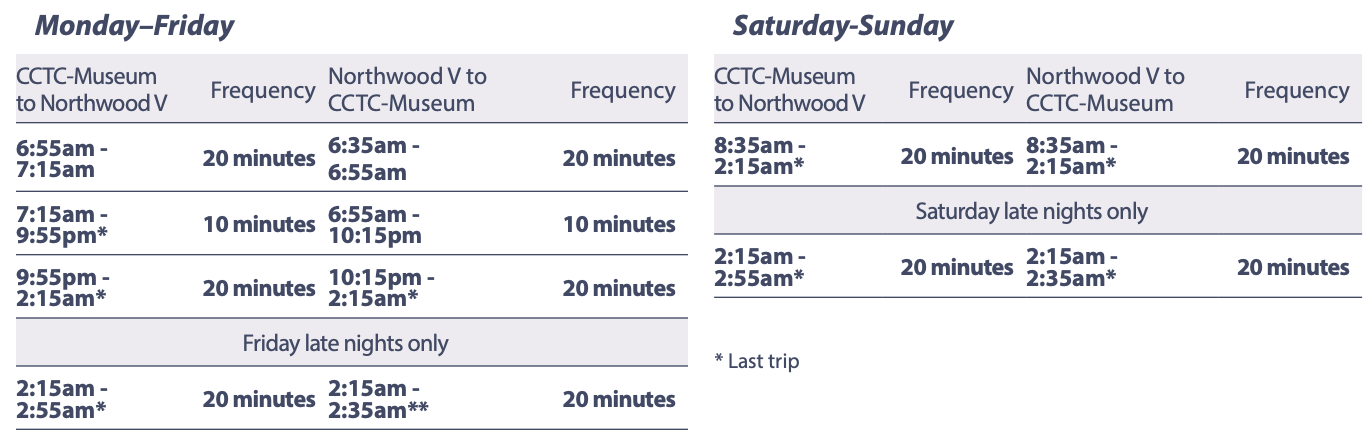 Monday–Friday
CCTC-Museum
to Northwood V
Frequency
Northwood V to
CCTC-Museum
Frequency
6:55am -
7:15am
20 minutes
6:35am -
6:55am
20 minutes
7:15am -
9:55pm*
10 minutes
6:55am -
10:15pm
10 minutes
9:55pm -
2:15am*
20 minutes
10:15pm -
2:15am*
20 minutes
Friday late nights only
2:15am -
2:55am*
20 minutes
2:15am -
2:35am**
20 minutes
Saturday-Sunday
CCTC-Museum
to Northwood V
Frequency
Northwood V to
CCTC-Museum
Frequency
8:35am -
2:15am*
20 minutes
8:35am -
2:15am*
20 minutes
Saturday late nights only
2:15am -
2:55am*
20 minutes
2:15am -
2:35am*
20 minutes
* Last trip